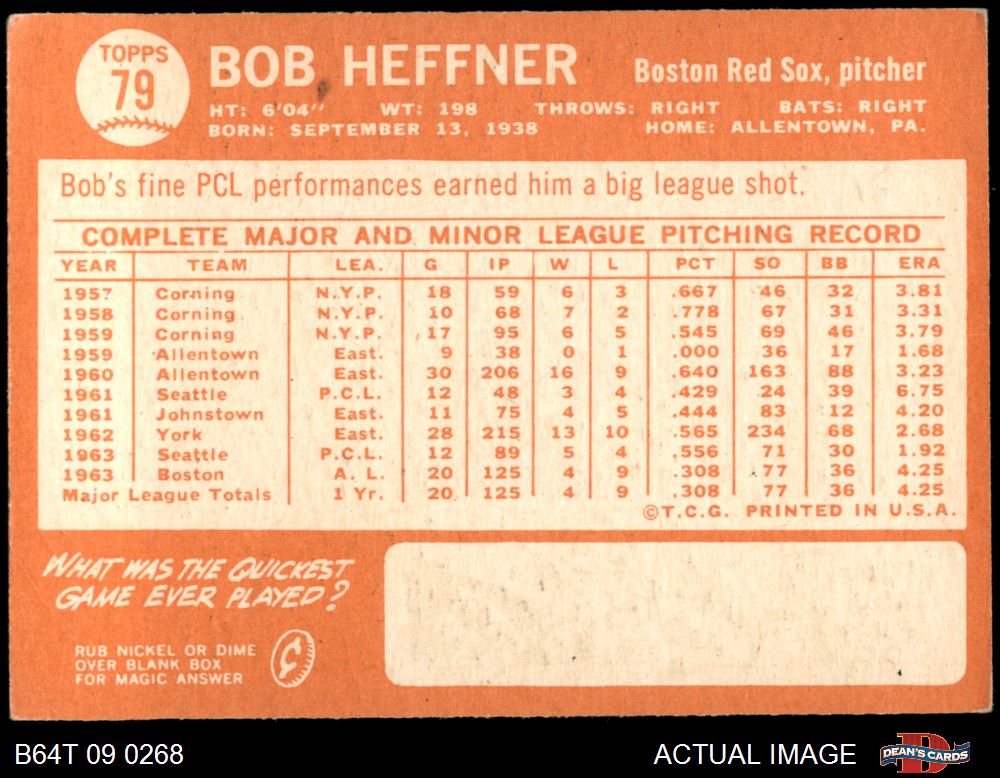 TOPPS
79
BOB HEFFNER
Boston Red Sox, pitcher
HT: 6'04" WT: 198 THROWS: RIGHT BATS: RIGHT
BORN: SEPTEMBER 13, 1938 HOME: ALLENTOWN, PA.
Bob's fine PCL performances earned him a big league shot.
COMPLETE MAJOR AND MINOR LEAGUE PITCHING RECORD
YEAR TEAM LEA. G IP W L PCT SO BB ERA
1957 Corning N.Y.P. 18 59 6 3 .667 46 32 3.81
1958 Corning N.Y.P. 10 68 7 2 .778 67 31 3.31
1959 Corning N.Y.P. 17 95 6 5 .545 69 46 3.79
1959 Allentown East. 9 38 0 1 .000 36 17 1.68
1960 Allentown East. 30 206 16 9 .640 163 88 3.23
1961 Seattle P.C.L. 12 48 3 4 .429 24 39 6.75
1961 Johnstown East. 11 75 4 5 .444 83 12 4.20
1962 York East. 28 215 13 10 .565 234 68 2.68
1963 Seattle P.C.L. 12 89 5 4 .556 71 30 1.92
1963 Boston A. L. 20 125 4 9 .308 77 36 4.25
Major League Totals 1 Yr. 20 125 4 9 .308 77 36 4.25
©T.C.G. PRINTED IN U.S.A.
WHAT WAS THE QUICKEST
GAME EVER PLAYED?
RUB NICKEL OR DIME
OVER BLANK BOX
FOR MAGIC ANSWER
¢
B64T 09 0268 ACTUAL IMAGE DEAN'S CARDS